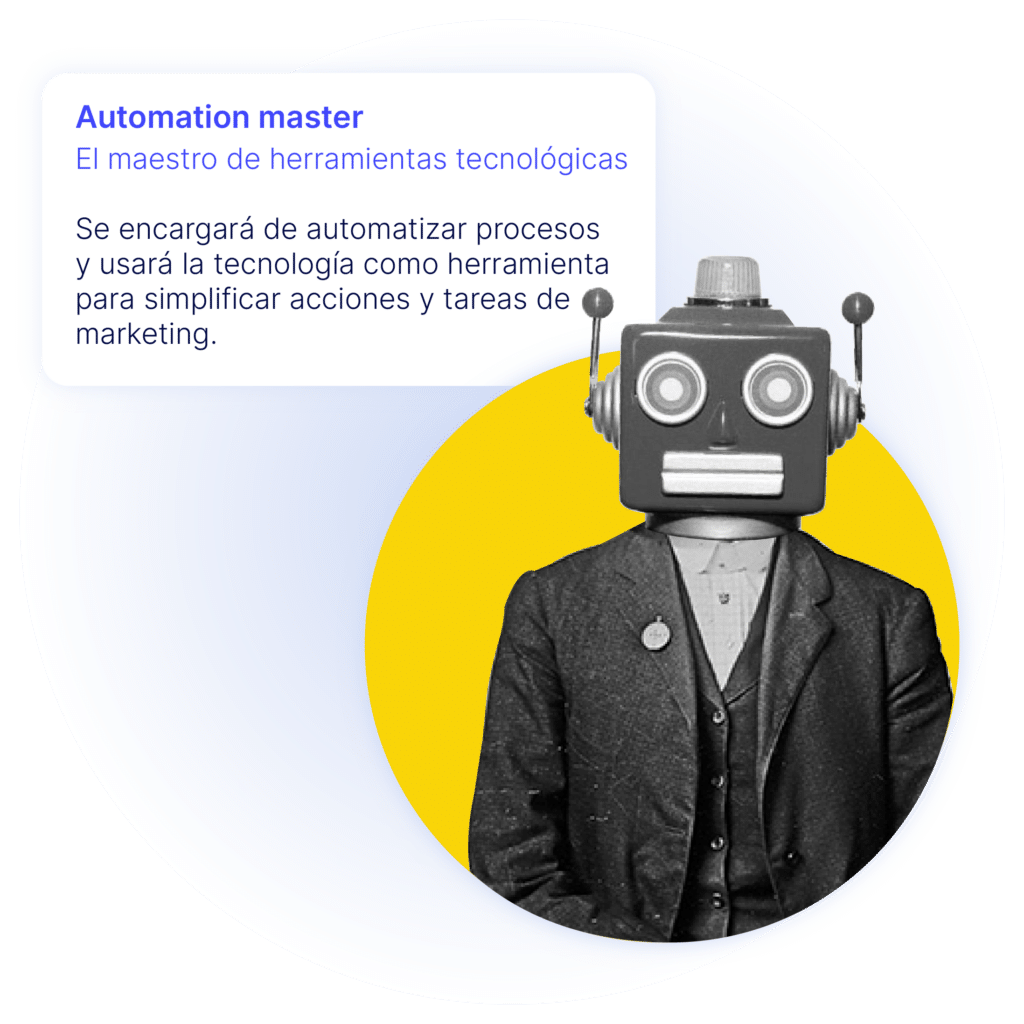 Automation master
El maestro de herramientas tecnológicas
Se encargará de automatizar procesos
y usará la tecnología como herramienta
para simplificar acciones y tareas de
marketing.